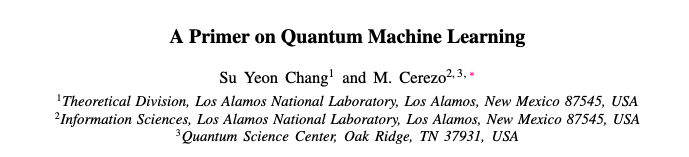 A Primer on Quantum Machine Learning
Su Yeon Chang¹ and M. Cerezo²,³,*
¹Theoretical Division, Los Alamos National Laboratory, Los Alamos, New Mexico 87545, USA
²Information Sciences, Los Alamos National Laboratory, Los Alamos, New Mexico 87545, USA
³Quantum Science Center, Oak Ridge, TN 37931, USA